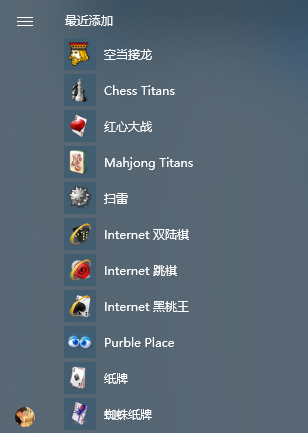 最近添加
空当接龙
Chess Titans
红心大战
Mahjong Titans
扫雷
Internet 双陆棋
Internet 跳棋
Internet 黑桃王
Purble Place
纸牌
蜘蛛纸牌